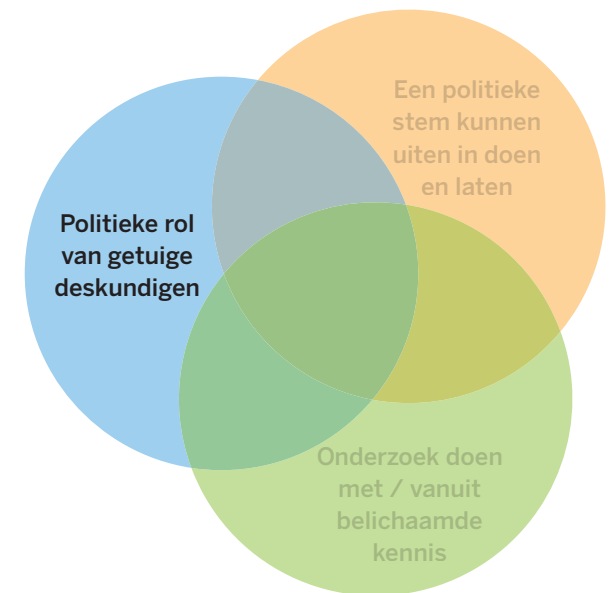 Een politieke
stem kunnen
uiten in doen
en laten
Politieke rol
van getuige
deskundigen
Onderzoek doen
met / vanuit
belichaamde
kennis